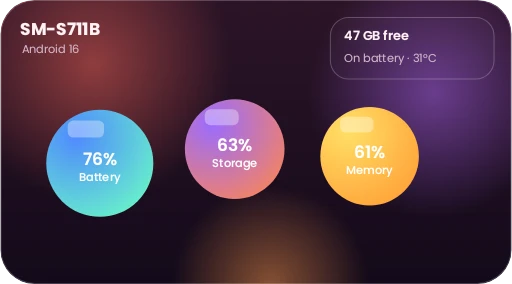 SM-S711B
Android 16
47 GB free
On battery · 31°C
76%
Battery
63%
Storage
61%
Memory